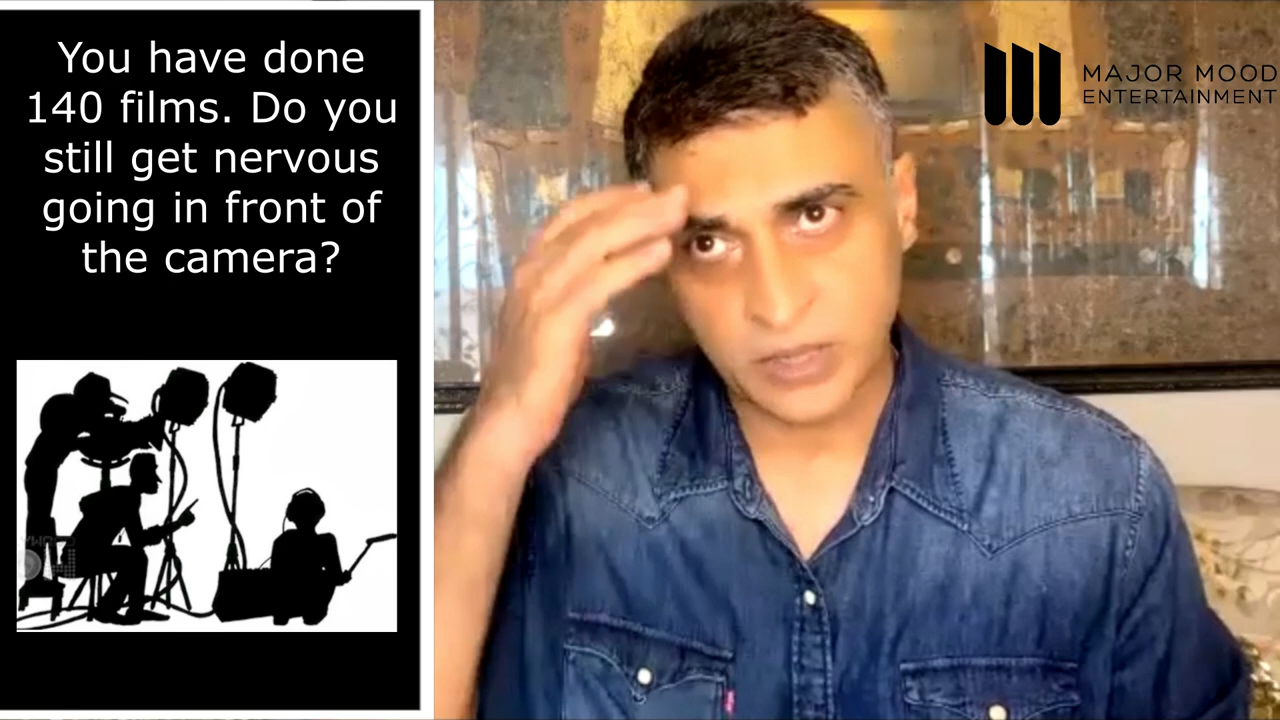 You have done
140 films. Do you
still get nervous
going in front of
the camera?
MAJOR MOOD
ENTERTAINMENT